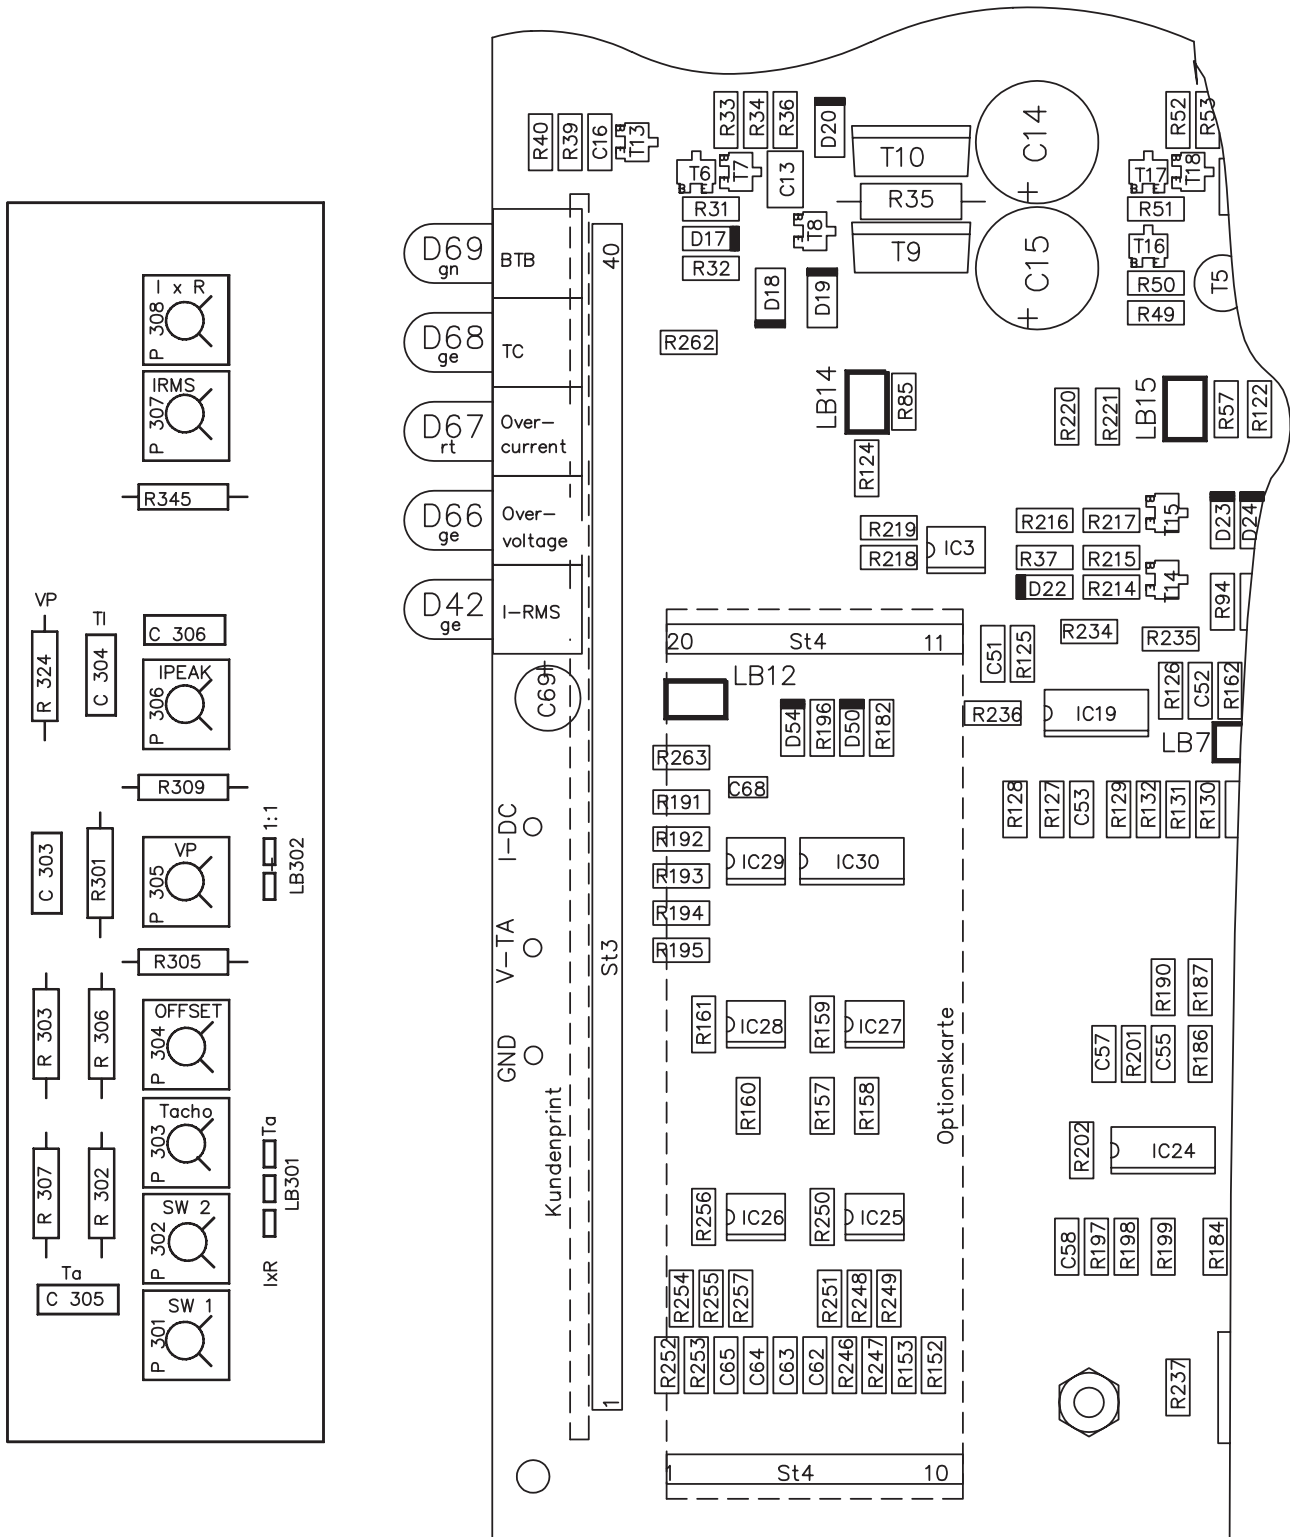 I x R
P 308
IRMS
P 307
R345
VP
R 324
TI
C 304
C 306
IPEAK
P 306
R309
C 303
R301
VP
P 305
1:1
LB302
R305
R 303
R 306
OFFSET
P 304
Tacho
P 303
Ta
LB301
IxR
R 307
R 302
SW 2
P 302
Ta
C 305
SW 1
P 301
R40
R39
C16
T13
B
E
R33
R34
R36
D20
T6
B
E
T7
B
E
C13
T10
C14
+
R52
R53
T17
B
E
T18
B
E
R31
R35
R51
D17
T8
B
E
T9
C15
+
T16
B
E
R32
D18
D19
R50
T5
R49
R262
D69
gn
BTB
D68
ge
TC
D67
rt
Over-
current
D66
ge
Over-
voltage
D42
ge
I-RMS
C69
+
40
St3
1
LB14
R85
R124
R220
R221
LB15
R57
R122
R219
R218
IC3
R216
R217
T15
B
E
D23
D24
R37
R215
D22
R214
T14
B
E
R94
R234
R235
20
St4
11
LB12
C51
R125
R126
C52
R162
D54
R196
D50
R182
R236
IC19
LB7
R263
C68
R191
R192
R193
R194
R195
IC29
IC30
R128
R127
C53
R129
R132
R131
R130
I-DC
V-TA
GND
Kundenprint
R161
IC28
R159
IC27
R160
R157
R158
Optionskarte
R190
R187
C57
R201
C55
R186
R202
IC24
R256
IC26
R250
IC25
C58
R197
R198
R199
R184
R254
R255
R257
R251
R248
R249
R252
R253
C65
C64
C63
C62
R246
R247
R153
R152
R237
1
St4
10